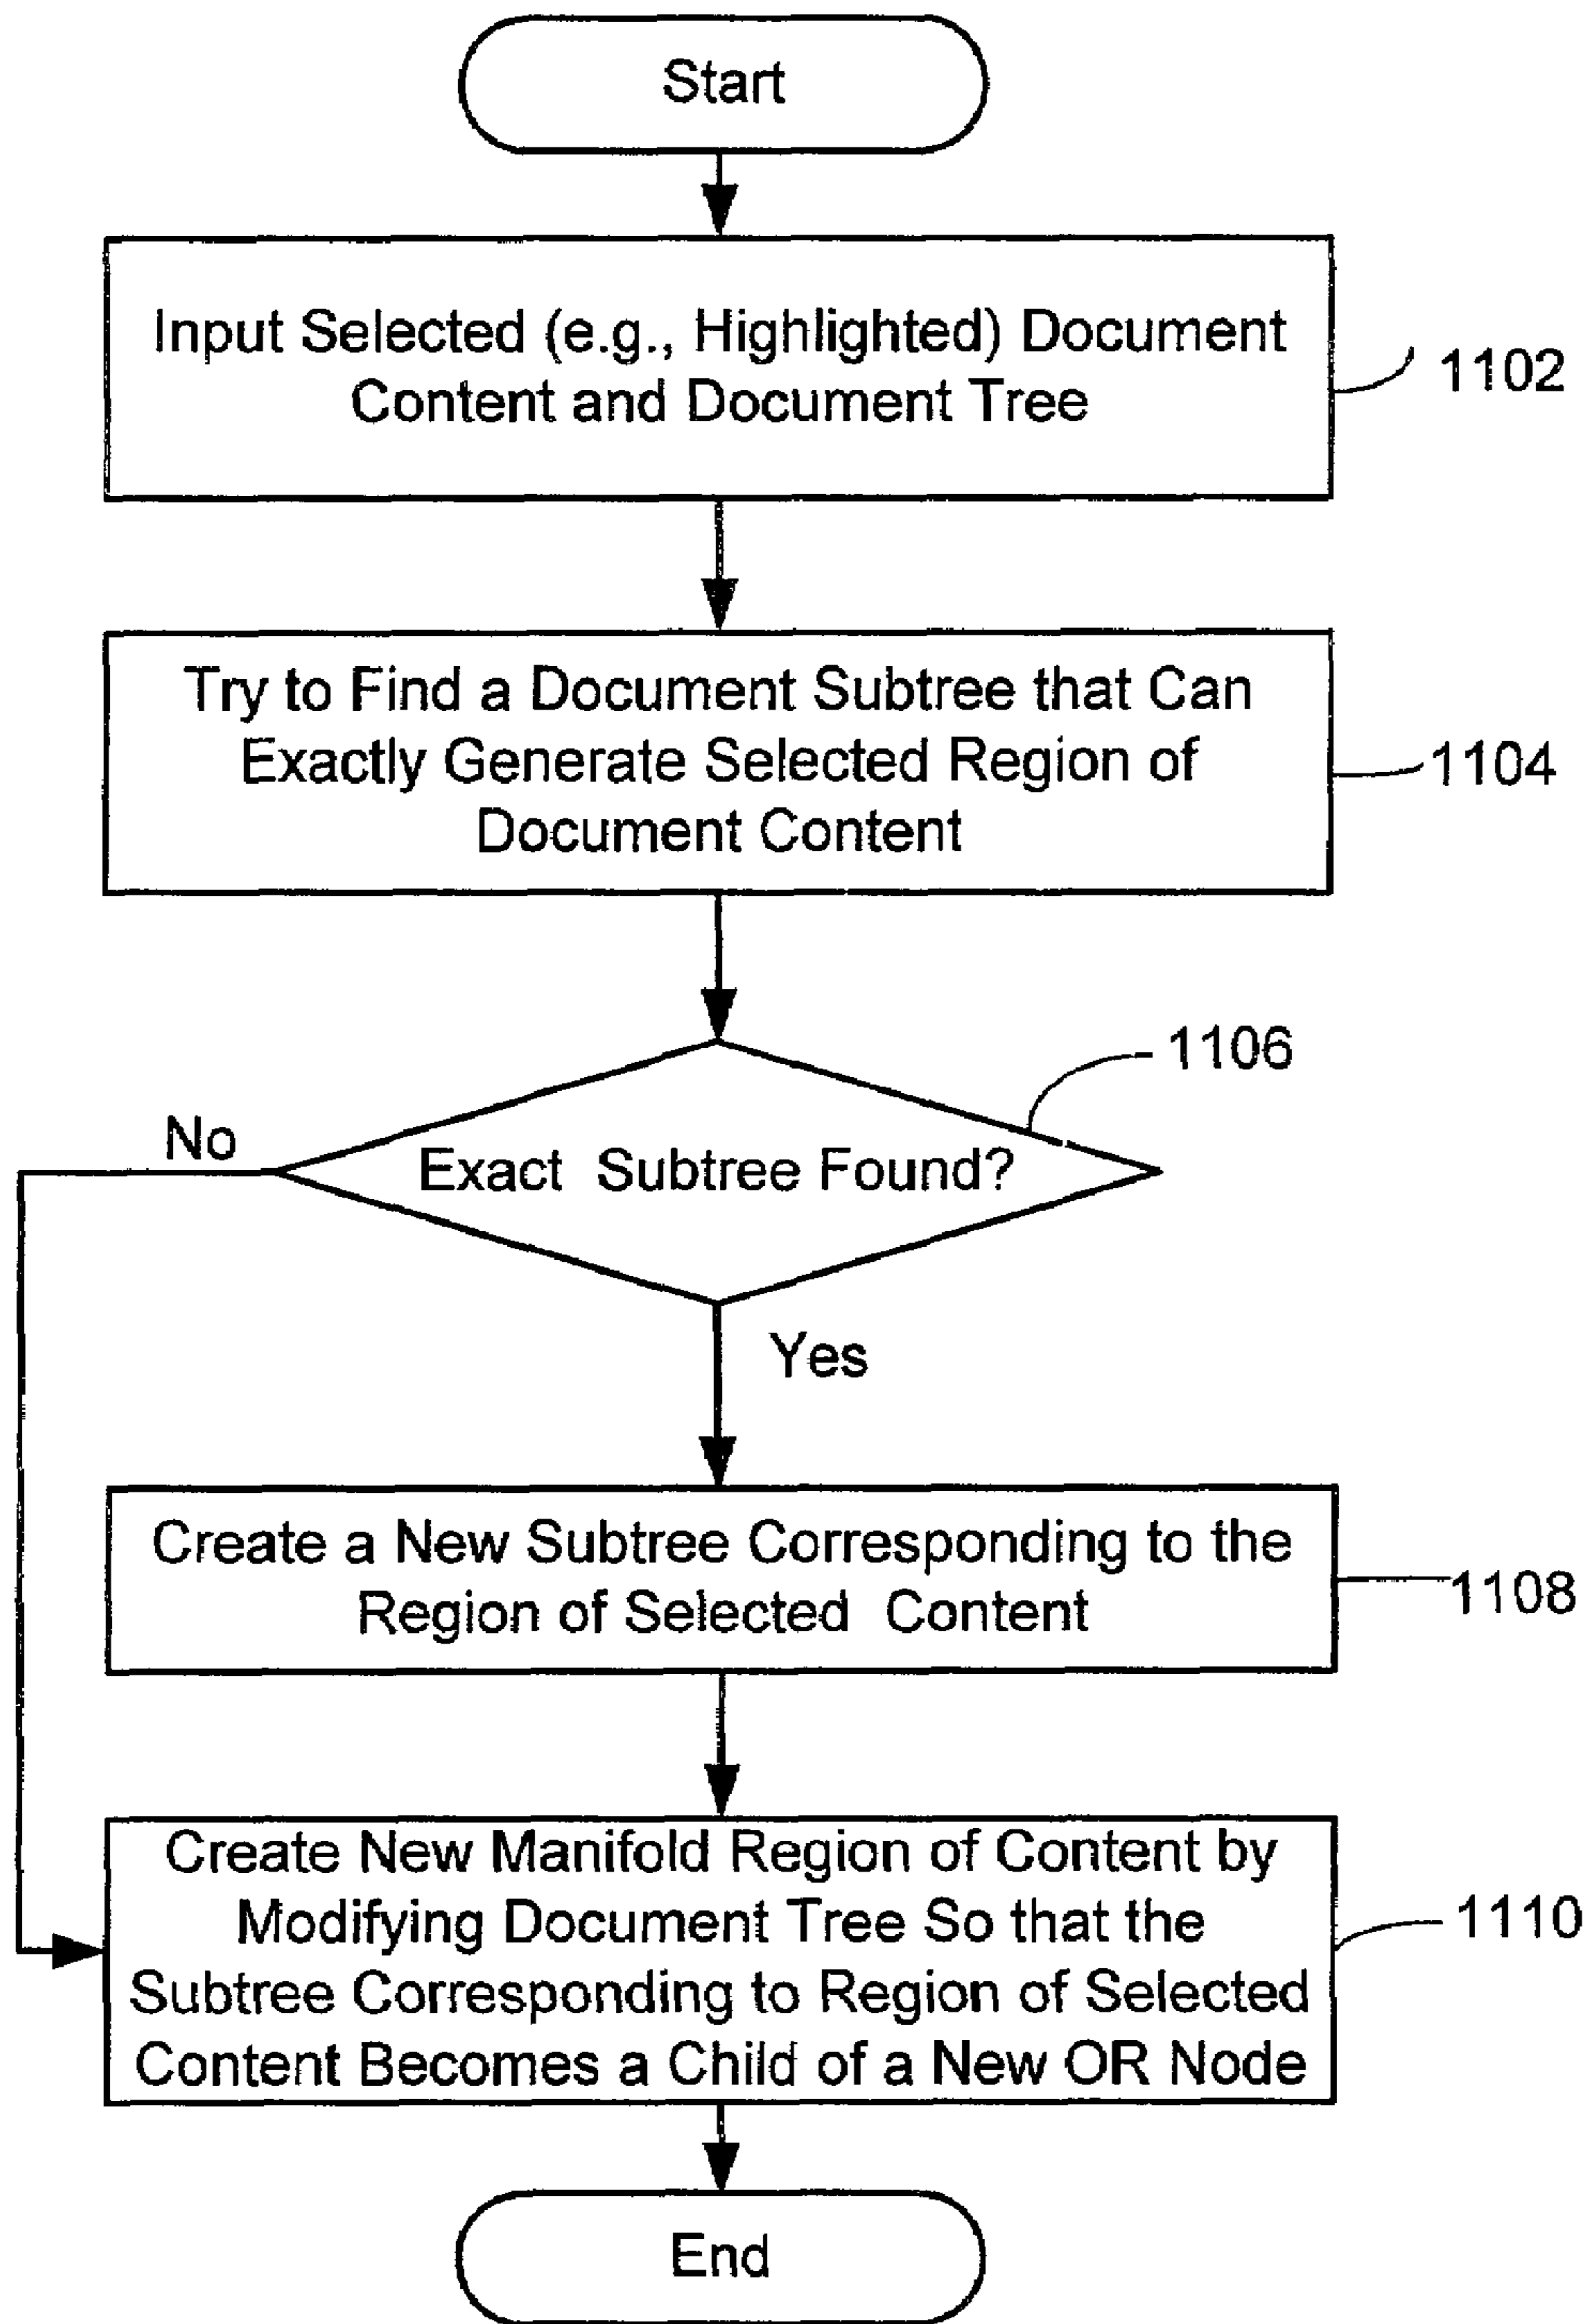 Start
Input Selected (e.g., Highlighted) Document
Content and Document Tree
1102
Try to Find a Document Subtree that Can
Exactly Generate Selected Region of
Document Content
1104
1106
No
Exact Subtree Found?
Yes
Create a New Subtree Corresponding to the
Region of Selected Content
1108
Create New Manifold Region of Content by
Modifying Document Tree So that the
Subtree Corresponding to Region of Selected
Content Becomes a Child of a New OR Node
1110
End